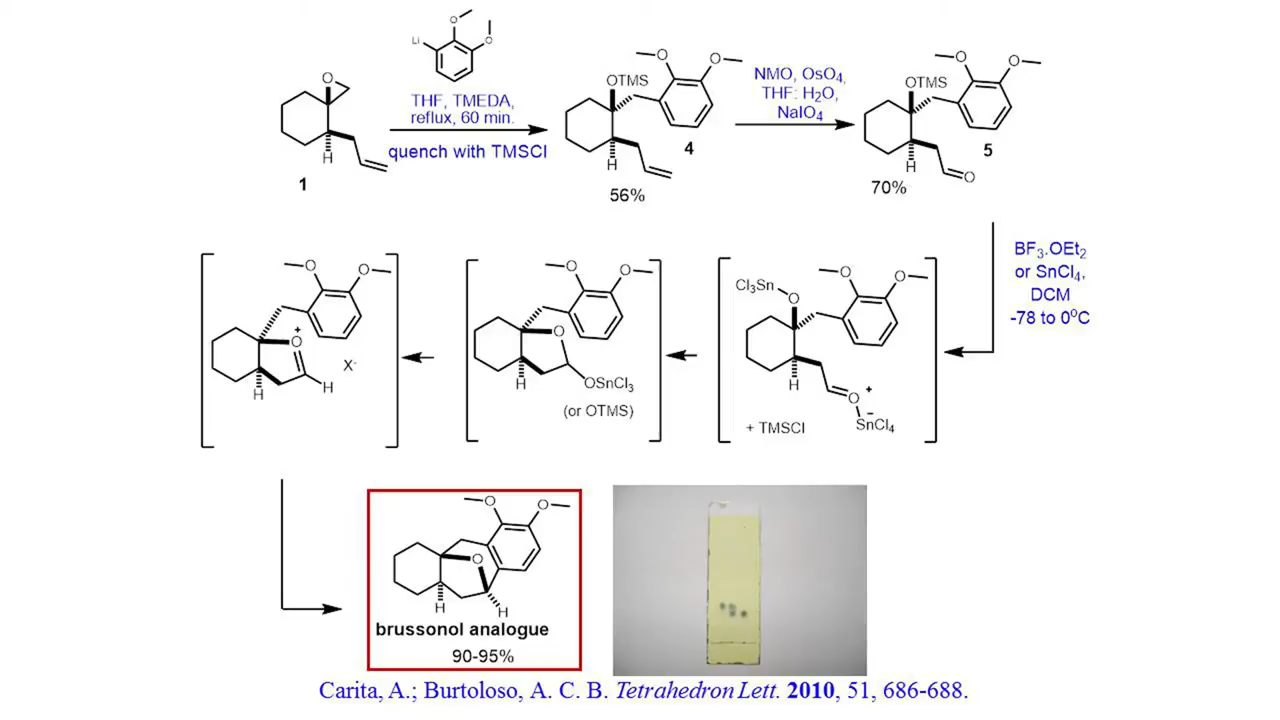 Li
O
O
O
H
1
THF, TMEDA,
reflux, 60 min.
quench with TMSCl
OTMS
O
O
H
4
56%
NMO, OsO4,
THF: H2O,
NaIO4
OTMS
O
O
H
O
5
70%
BF3.OEt2
or SnCl4,
DCM
-78 to 0°C
O
O
O
+
H
H
X-
O
O
O
H
OSnCl3
(or OTMS)
Cl3Sn
O
O
O
H
O
+
-
SnCl4
+ TMSCl
O
O
O
H
H
brussonol analogue
90-95%
Carita, A.; Burtoloso, A. C. B. Tetrahedron Lett. 2010, 51, 686-688.